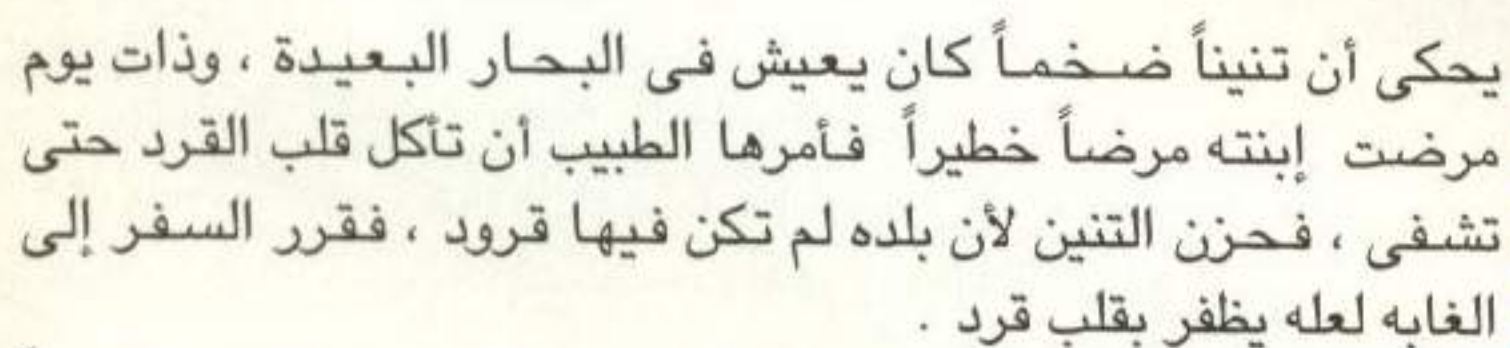 يحكى أن تنيناً ضخماً كان يعيش فى البحار البعيدة ، وذات يوم
مرضت إبنته مرضاً خطيراً فأمرها الطبيب أن تأكل قلب القرد حتى
تشفى ، فحزن التنين لأن بلده لم تكن فيها قرود ، فقرر السفر إلى
الغابه لعله يظفر بقلب قرد .